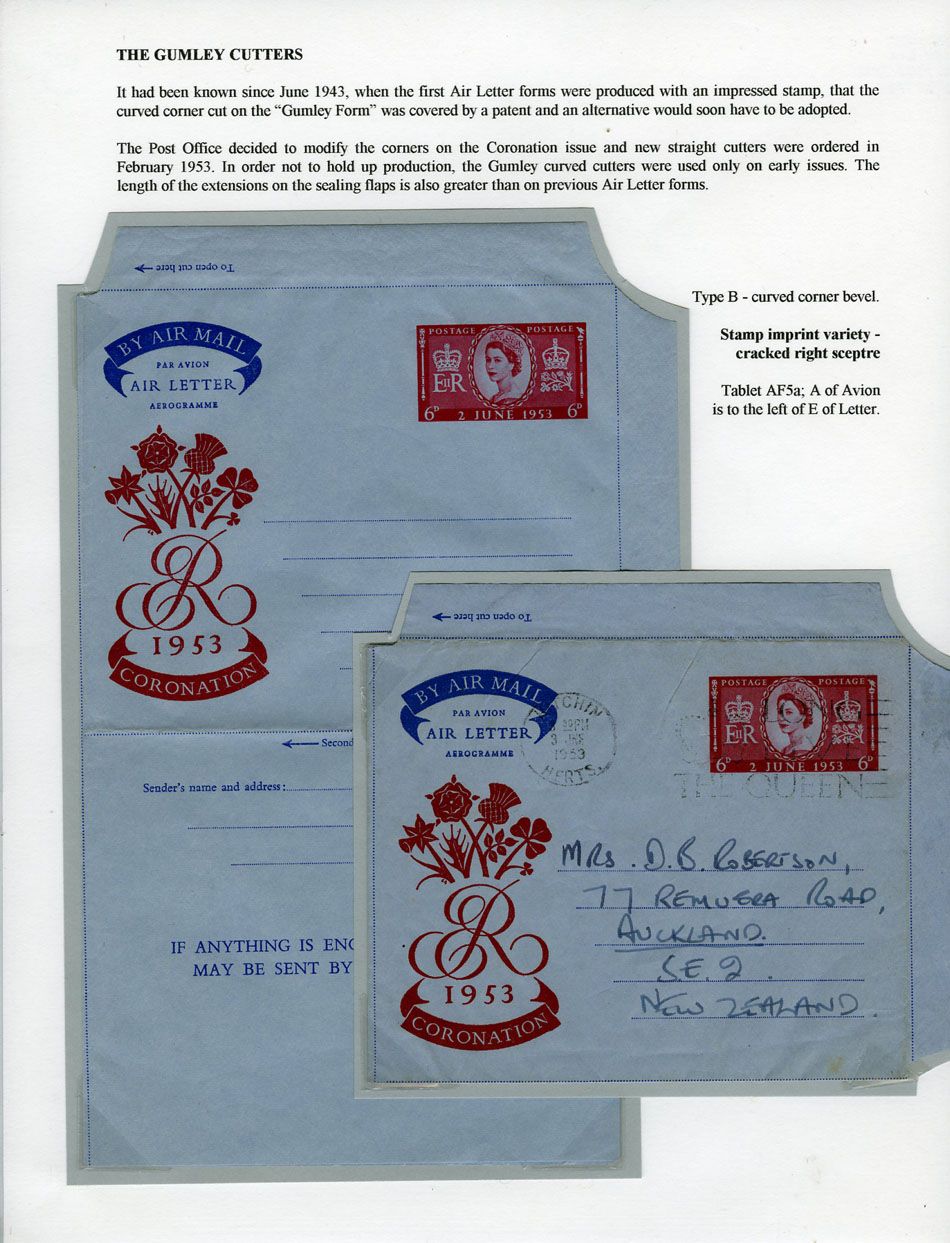 THE GUMLEY CUTTERS
It had been known since June 1943, when the first Air Letter forms were produced with an impressed stamp, that the
curved corner cut on the “Gumley Form” was covered by a patent and an alternative would soon have to be adopted.
The Post Office decided to modify the corners on the Coronation issue and new straight cutters were ordered in
February 1953. In order not to hold up production, the Gumley curved cutters were used only on early issues. The
length of the extensions on the sealing flaps is also greater than on previous Air Letter forms.
To open cut here
Type B - curved corner bevel.
Stamp imprint variety -
cracked right sceptre
Tablet AF5a; A of Avion
is to the left of E of Letter.
BY AIR MAIL
PAR AVION
AIR LETTER
AEROGRAMME
POSTAGE POSTAGE
EIIR
6D 2 JUNE 1953 6D
ER
1953
CORONATION
Second
Sender's name and address:
IF ANYTHING IS ENC
MAY BE SENT BY
To open cut here
BY AIR MAIL
PAR AVION
AIR LETTER
AEROGRAMME
CHIN
PM
3 JNE
1953
HERTS.
POSTAGE POSTAGE
EIIR
6D 2 JUNE 1953 6D
LONG
THE QUEEN
ER
1953
CORONATION
MRS. D.B. ROBERTSON,
77 REMUERA ROAD,
AUCKLAND.
S.E.2.
NEW ZEALAND.